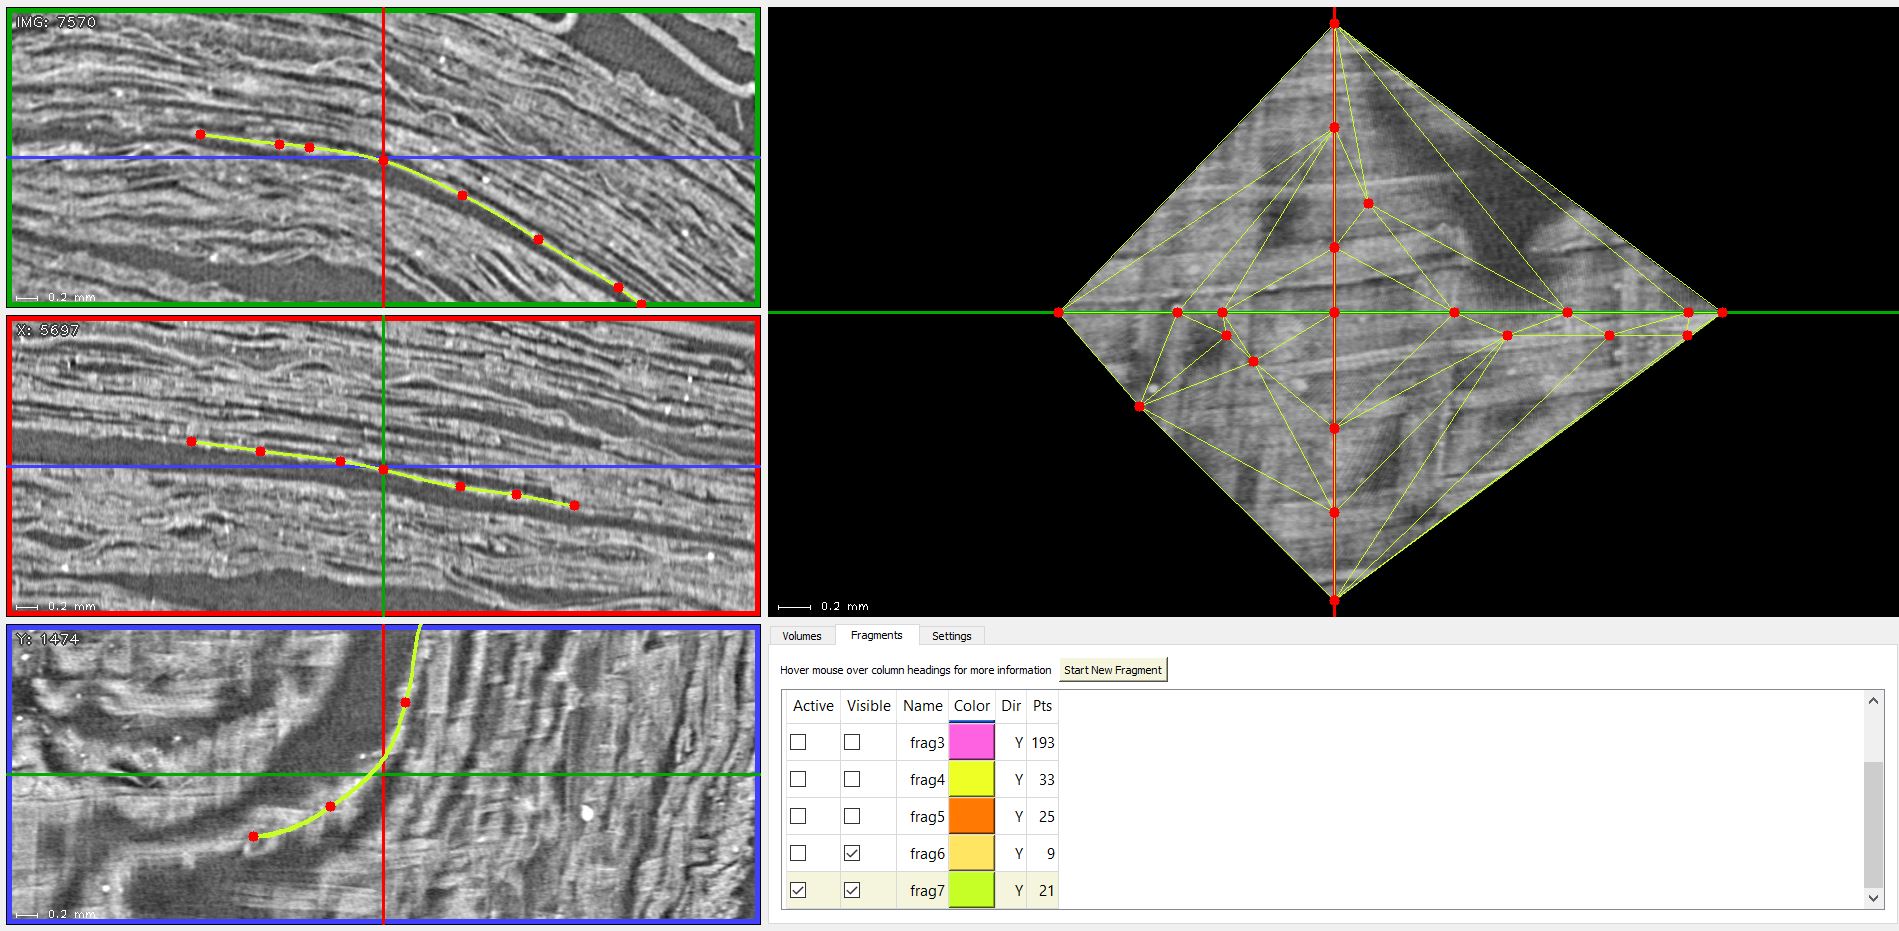 IMG: 7570
0.2 mm
X: 5697
0.2 mm
Y: 1474
0.2 mm
0.2 mm
Volumes Fragments Settings
Hover mouse over column headings for more information Start New Fragment
Active Visible Name Color Dir Pts
frag3 Y 193
frag4 Y 33
frag5 Y 25
frag6 Y 9
frag7 Y 21